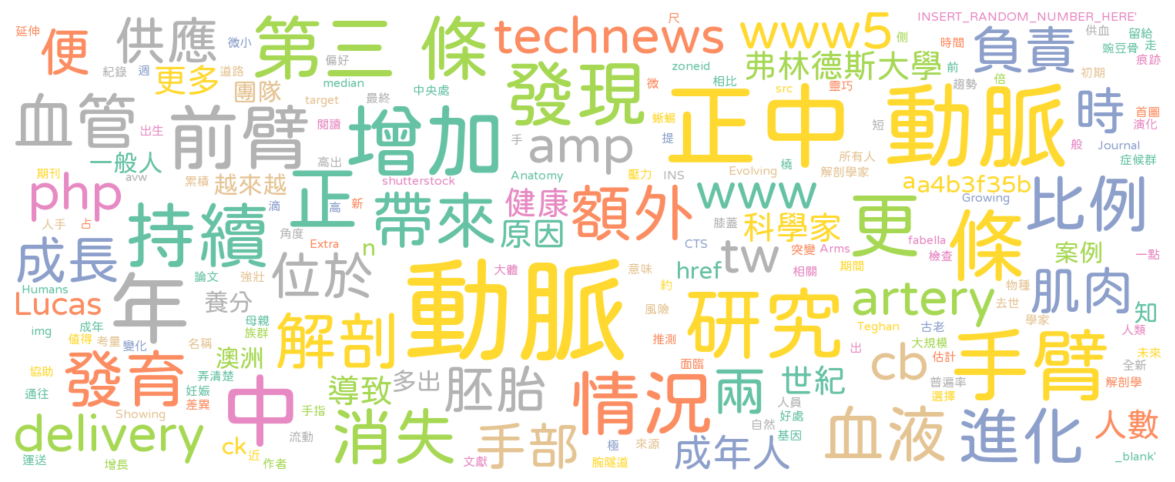 延伸 便 供應 微小 第三 條 technews www5 側 INSERT_RANDOM_NUMBER_HERE' 供血 留給
紀錄 週 更多 道路 偏好 尺 時間 負責 豌豆骨 走 痕跡
團隊 median 中央處 發現 zoneid 弗林德斯大學 前 趨勢 倍 初期
血管 出生 target 最終 微 相比 src 靈巧 動脈 時 首圖 演化
前臂 閱讀 增加 手 amp 蜥蜴 提 正中 短 般 Journal 症候群
一般人 高出 Anatomy 壓力 INS Evolving 橈 所有人 解剖學家
期刊 avw 累積 越來越 shutterstock a a4b3f35b Growing
php 人手 占 持續 滴 正 高 新 帶來 健康 額外 www 膝蓋 科學家 更 條 比例
角度 Extra n 原因 CTS 突變 Arms fabella 檢查 案例 一點
成長 論文 強壯 位於 大體 意味 href tw 相關 期間 物種 肌肉
Humans 年 養分 動脈 約 風險 研究 artery 去世 知
Lucas img 成年 值得 考量 變化 母親 族群 名稱 解剖 推測 出 Teghan 古老 大規模 學家 人類
發育 協助 澳洲 弄清楚 面臨 估計 手臂 未來 全新
通往 妊娠 差異 中 導致 多出 胚胎 情況 兩 世紀 cb 普遍率 選擇 解剖學
Showing 手指 人員 好處
delivery ck 流動 消失 手部 極 來源 成年人 自然 基因 血液 進化 人數
運送 增長 近 作者 文獻 腕隧道 _blank'